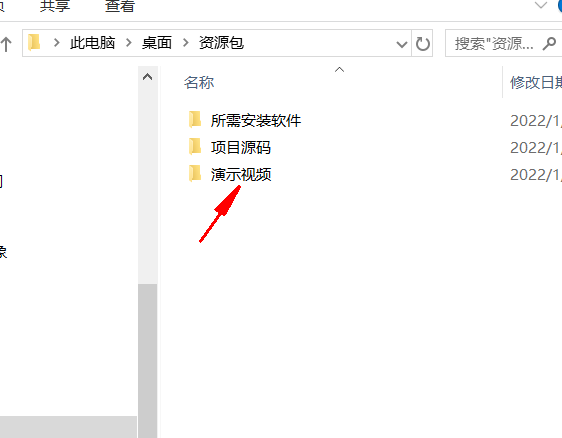 共享 查看
此电脑 桌面 资源包 搜索"资源...
名称 修改日期
所需安装软件 2022/1/
项目源码 2022/1/
演示视频 2022/1/
象